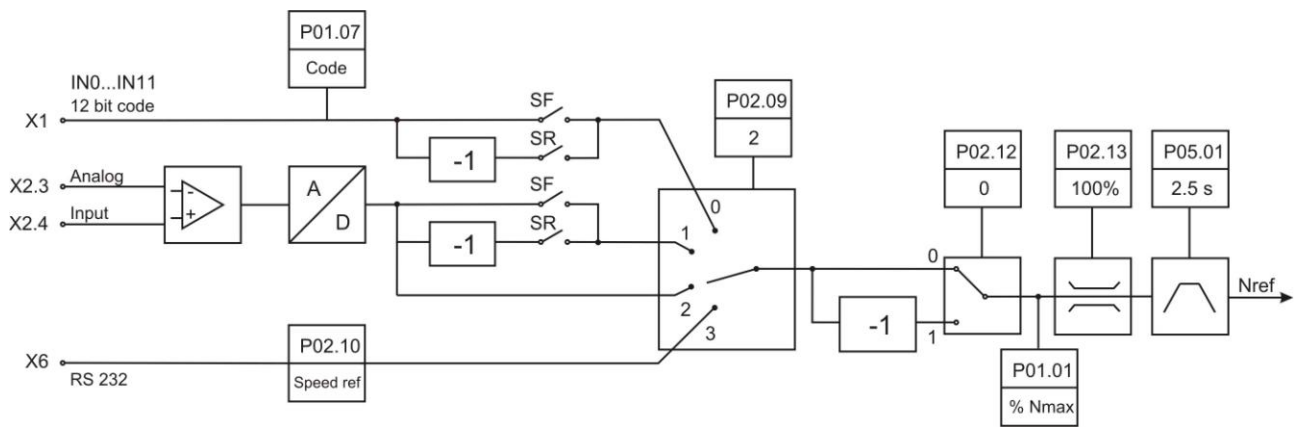 P01.07
Code
IN0...IN11
12 bit code
X1
SF
SR
-1
P02.09
2
X2.3
Analog
X2.4
Input
-
+
A
D
SF
SR
-1
0
1
2
3
P02.12
0
P02.13
100%
P05.01
2.5 s
0
1
-1
Nref
X6
RS 232
P02.10
Speed ref
P01.01
% Nmax